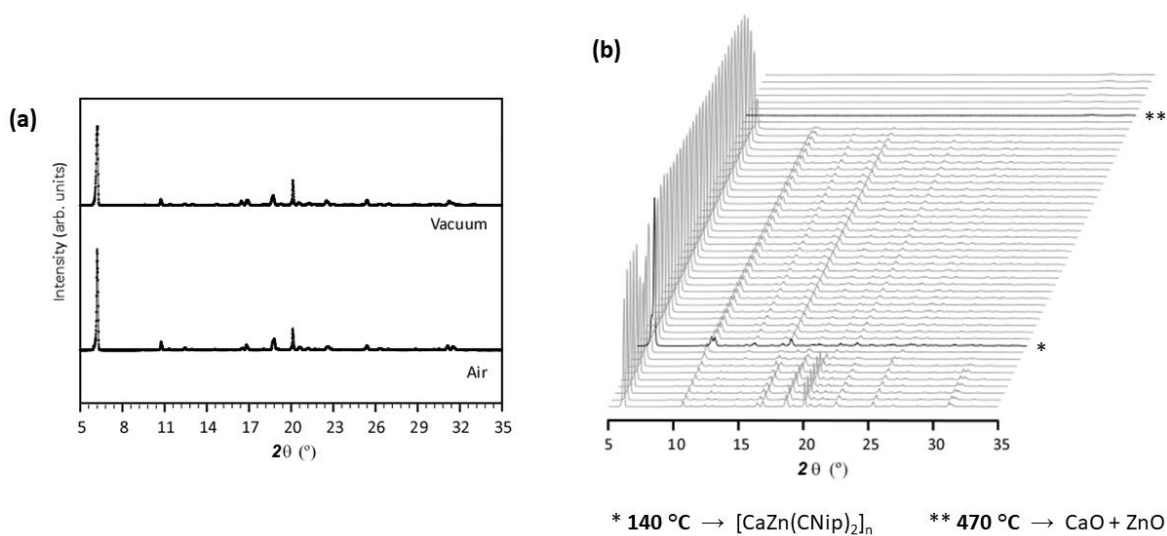 (a)
Intensity (arb. units)
Vacuum
Air
5 8 11 14 17 20 23 26 29 32 35
2θ (º)
(b)
**
*
5 10 15 20 25 30 35
2 θ (º)
* 140 °C → [CaZn(CNip)₂]ₙ
** 470 °C → CaO + ZnO